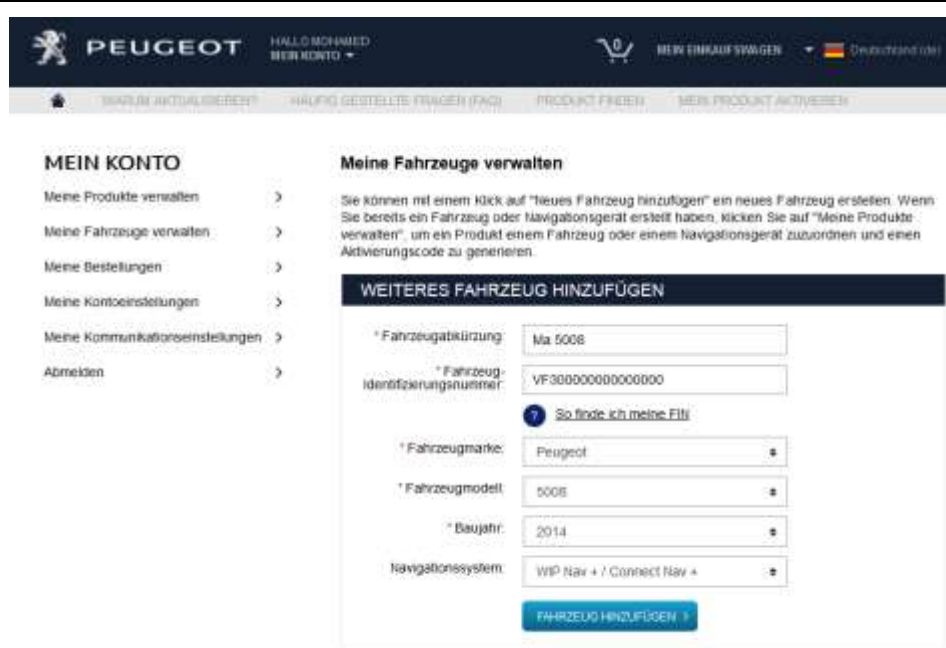 PEUGEOT
HALLO MOHAMED
MEIN KONTO
0
MEIN EINKAUFSWAGEN
Deutschland
WARUM AKTUALISIEREN?
HÄUFIG GESTELLTE FRAGEN (FAQ)
PRODUKT FINDEN
MEIN PRODUKT AKTIVIEREN
MEIN KONTO
Meine Produkte verwalten
Meine Fahrzeuge verwalten
Meine Bestellungen
Meine Kontoeinstellungen
Meine Kommunikationseinstellungen
Abmelden
Meine Fahrzeuge verwalten
Sie können mit einem Klick auf "Neues Fahrzeug hinzufügen" ein neues Fahrzeug erstellen. Wenn
Sie bereits ein Fahrzeug oder Navigationsgerät erstellt haben, klicken Sie auf "Meine Produkte
verwalten", um ein Produkt einem Fahrzeug oder einem Navigationsgerät zuzuordnen und einen
Aktivierungscode zu generieren.
WEITERES FAHRZEUG HINZUFÜGEN
* Fahrzeugabkürzung:
Ma 5008
* Fahrzeug-
Identifizierungsnummer:
VF300000000000000
? So finde ich meine FIN
* Fahrzeugmarke:
Peugeot
* Fahrzeugmodell:
5008
* Baujahr:
2014
Navigationssystem:
WIP Nav + / Connect Nav +
FAHRZEUG HINZUFÜGEN